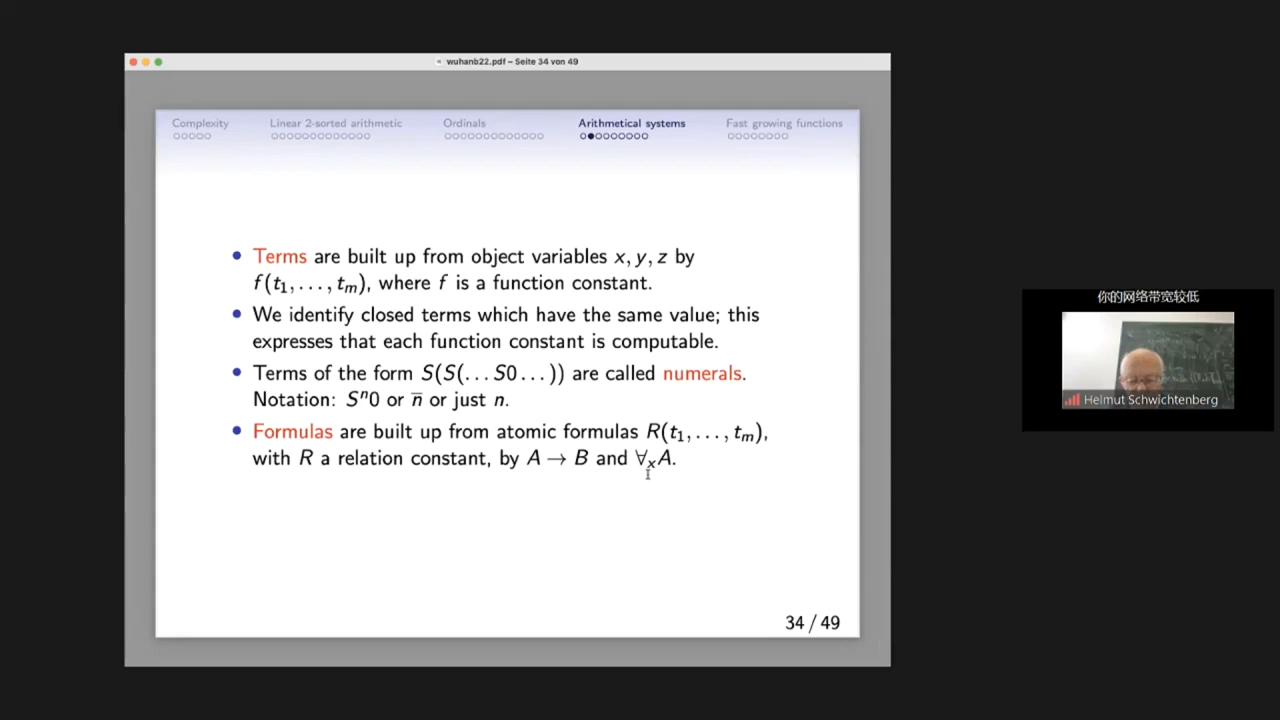 wuhanb22.pdf – Seite 34 von 49
Complexity Linear 2-sorted arithmetic Ordinals Arithmetical systems Fast growing functions
• Terms are built up from object variables x, y, z by
f(t₁, . . . , tₘ), where f is a function constant.
• We identify closed terms which have the same value; this
expresses that each function constant is computable.
• Terms of the form S(S(. . . S0 . . . )) are called numerals.
Notation: Sⁿ0 or n̅ or just n.
• Formulas are built up from atomic formulas R(t₁, . . . , tₘ),
with R a relation constant, by A → B and ∀ₓA.
34 / 49
你的网络带宽较低
Helmut Schwichtenberg